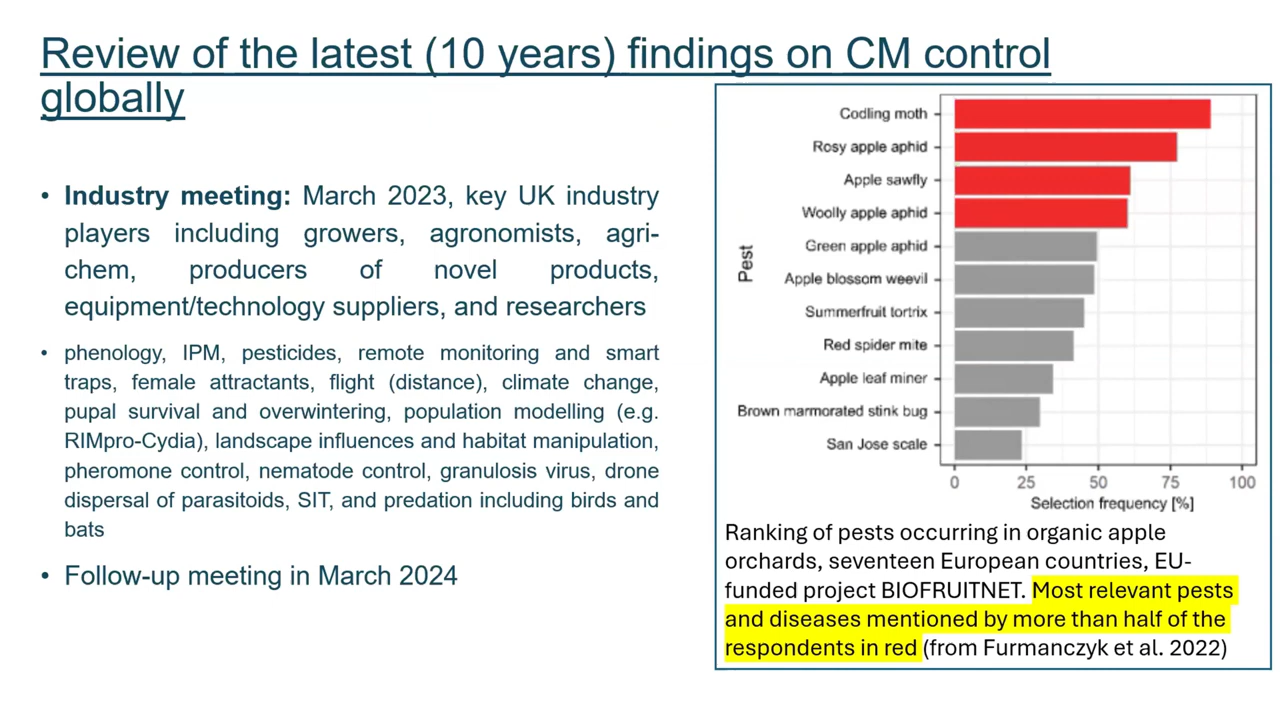 Review of the latest (10 years) findings on CM control
globally
• Industry meeting: March 2023, key UK industry
players including growers, agronomists, agri-
chem, producers of novel products,
equipment/technology suppliers, and researchers
• phenology, IPM, pesticides, remote monitoring and smart
traps, female attractants, flight (distance), climate change,
pupal survival and overwintering, population modelling (e.g.
RIMpro-Cydia), landscape influences and habitat manipulation,
pheromone control, nematode control, granulosis virus, drone
dispersal of parasitoids, SIT, and predation including birds and
bats
• Follow-up meeting in March 2024
Pest
Codling moth
Rosy apple aphid
Apple sawfly
Woolly apple aphid
Green apple aphid
Apple blossom weevil
Summerfruit tortrix
Red spider mite
Apple leaf miner
Brown marmorated stink bug
San Jose scale
0 25 50 75 100
Selection frequency [%]
Ranking of pests occurring in organic apple
orchards, seventeen European countries, EU-
funded project BIOFRUITNET. Most relevant pests
and diseases mentioned by more than half of the
respondents in red (from Furmanczyk et al. 2022)